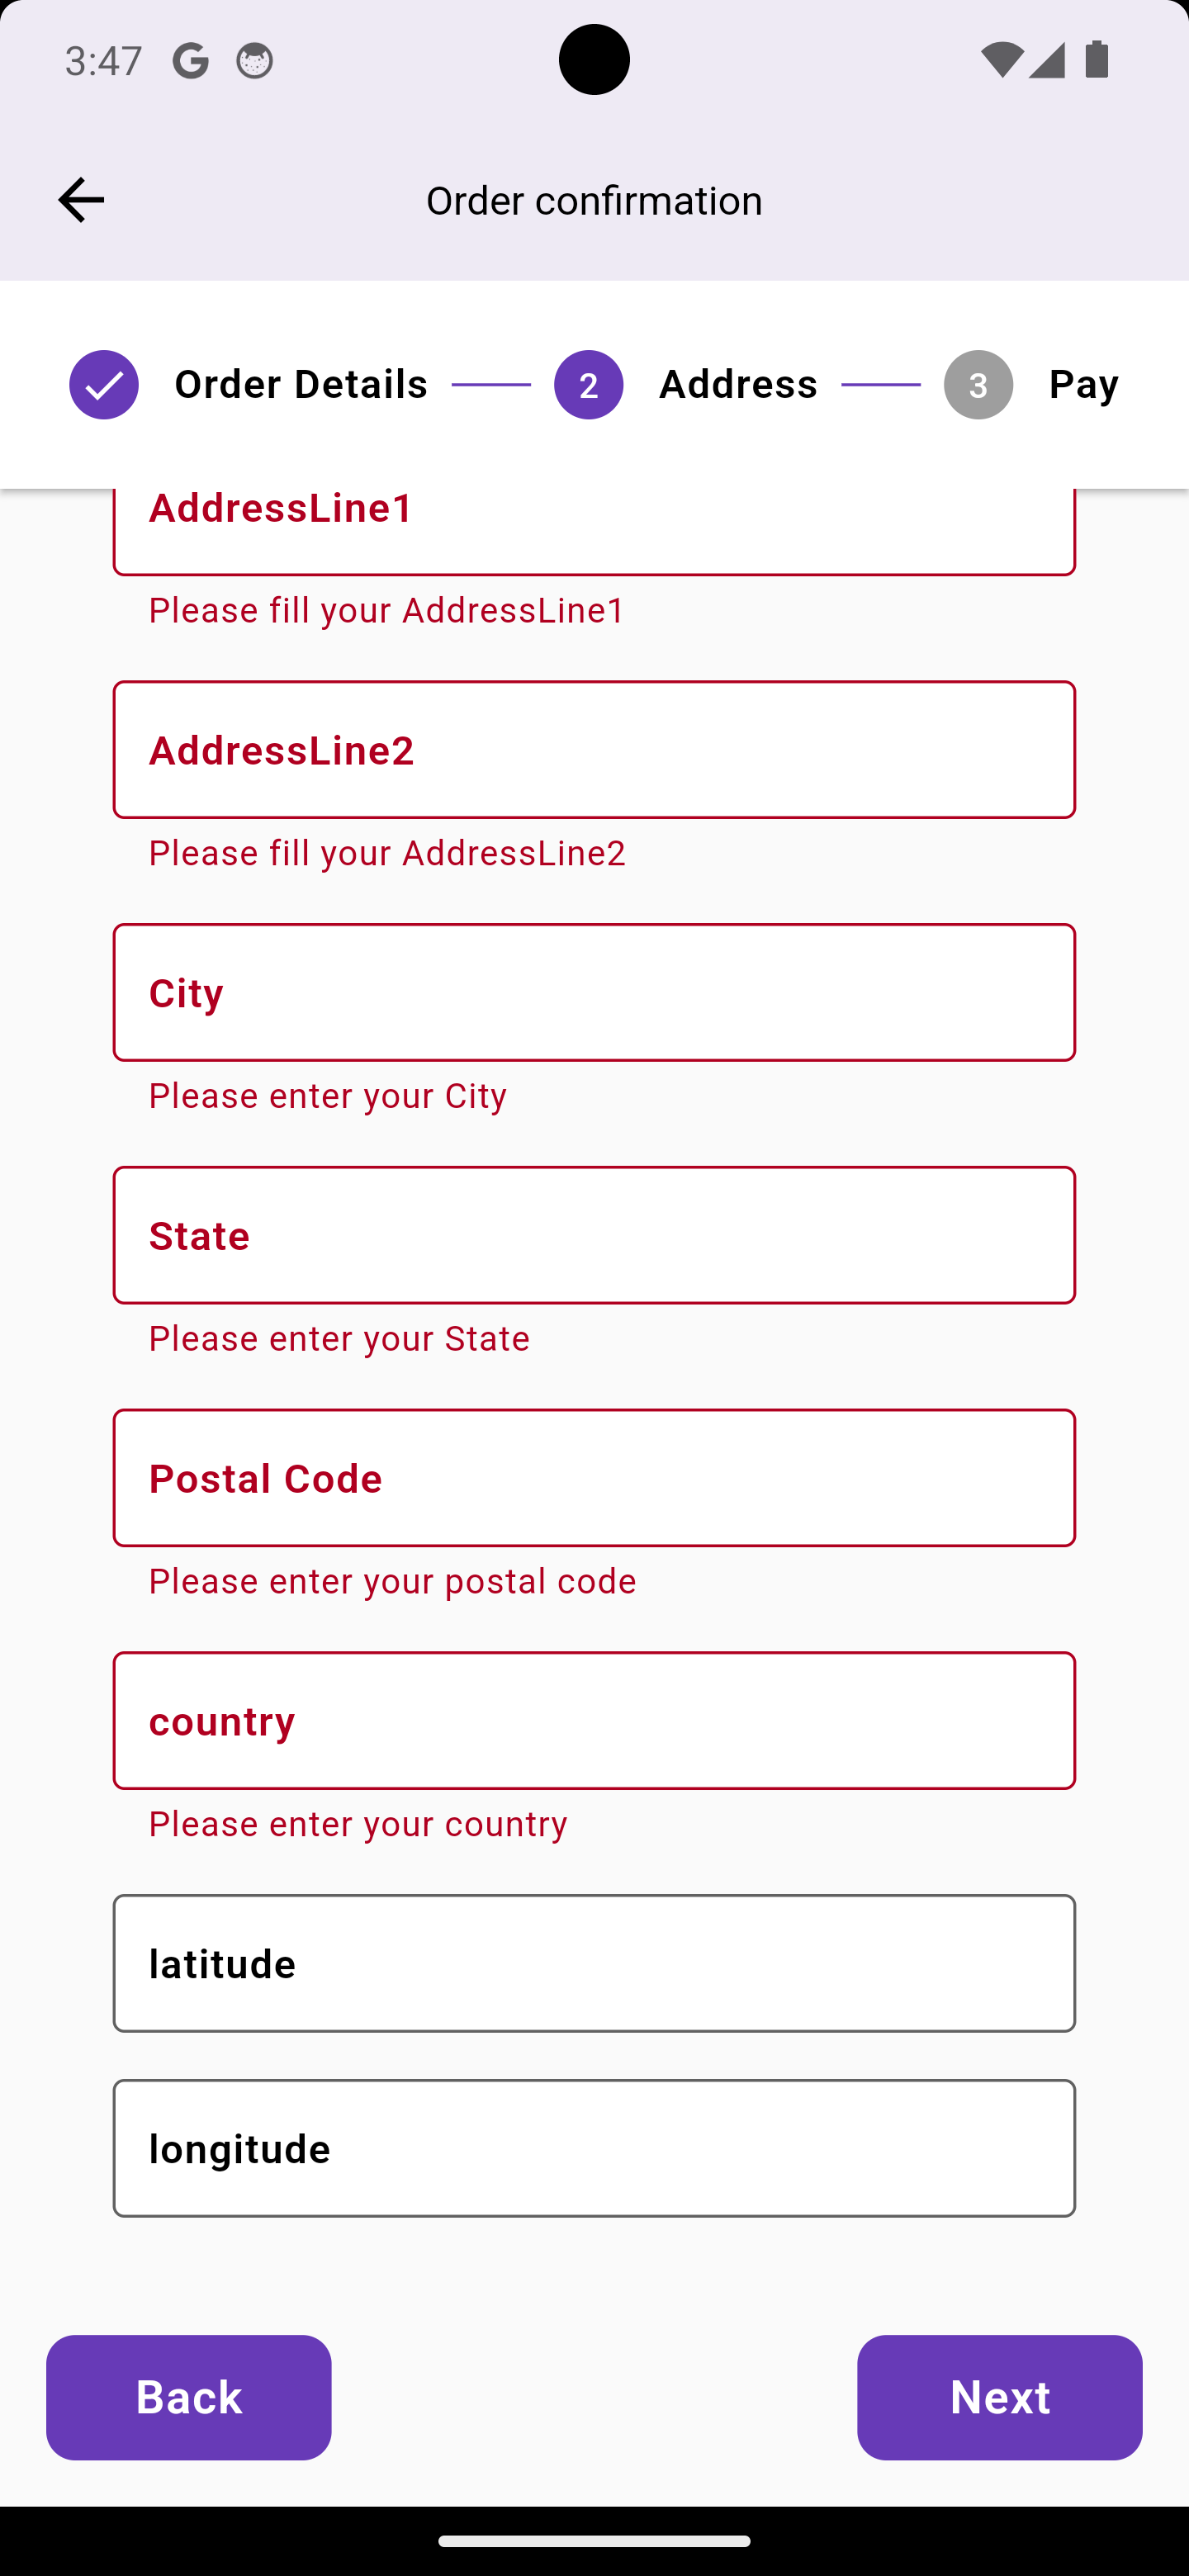 3:47
Order confirmation
Order Details 2 Address 3 Pay
AddressLine1
Please fill your AddressLine1
AddressLine2
Please fill your AddressLine2
City
Please enter your City
State
Please enter your State
Postal Code
Please enter your postal code
country
Please enter your country
latitude
longitude
Back Next